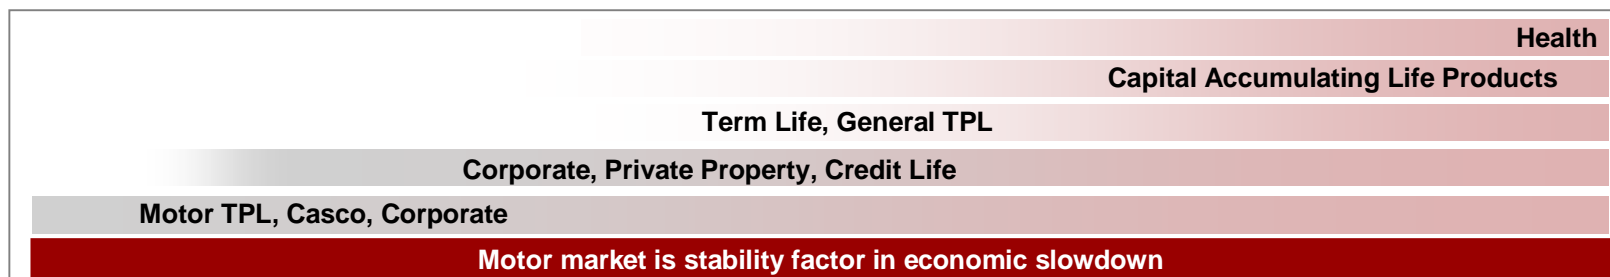 Health
Capital Accumulating Life Products
Term Life, General TPL
Corporate, Private Property, Credit Life
Motor TPL, Casco, Corporate
Motor market is stability factor in economic slowdown